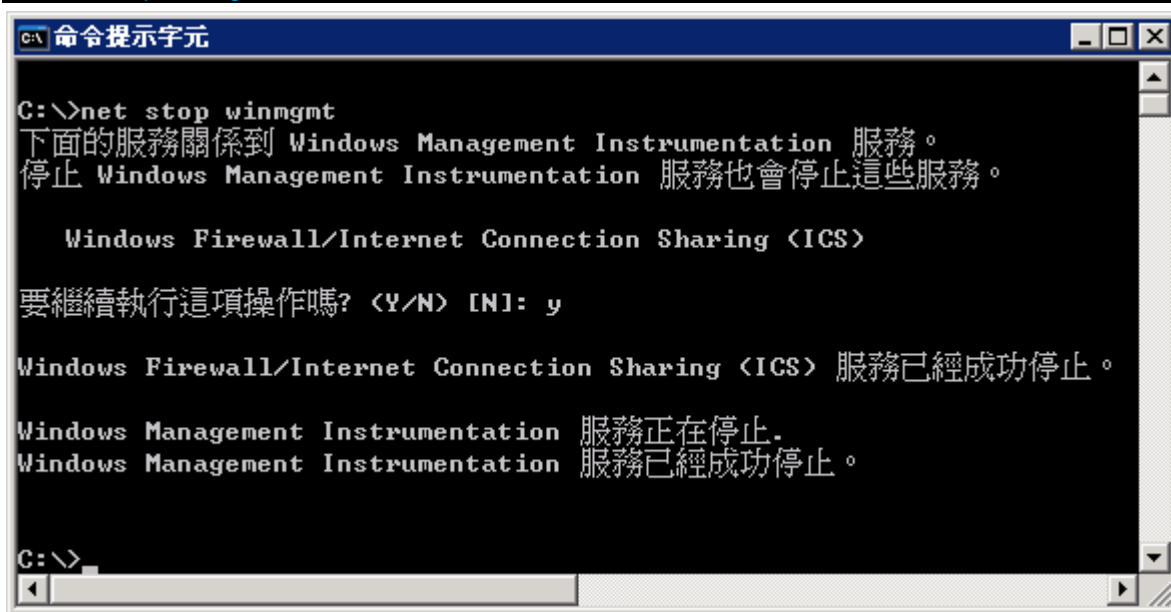 命令提示字元
C:\>net stop winmgmt
下面的服務關係到 Windows Management Instrumentation 服務。
停止 Windows Management Instrumentation 服務也會停止這些服務。
Windows Firewall/Internet Connection Sharing (ICS)
要繼續執行這項操作嗎? (Y/N) [N]: y
Windows Firewall/Internet Connection Sharing (ICS) 服務已經成功停止。
Windows Management Instrumentation 服務正在停止.
Windows Management Instrumentation 服務已經成功停止。
C:\>_